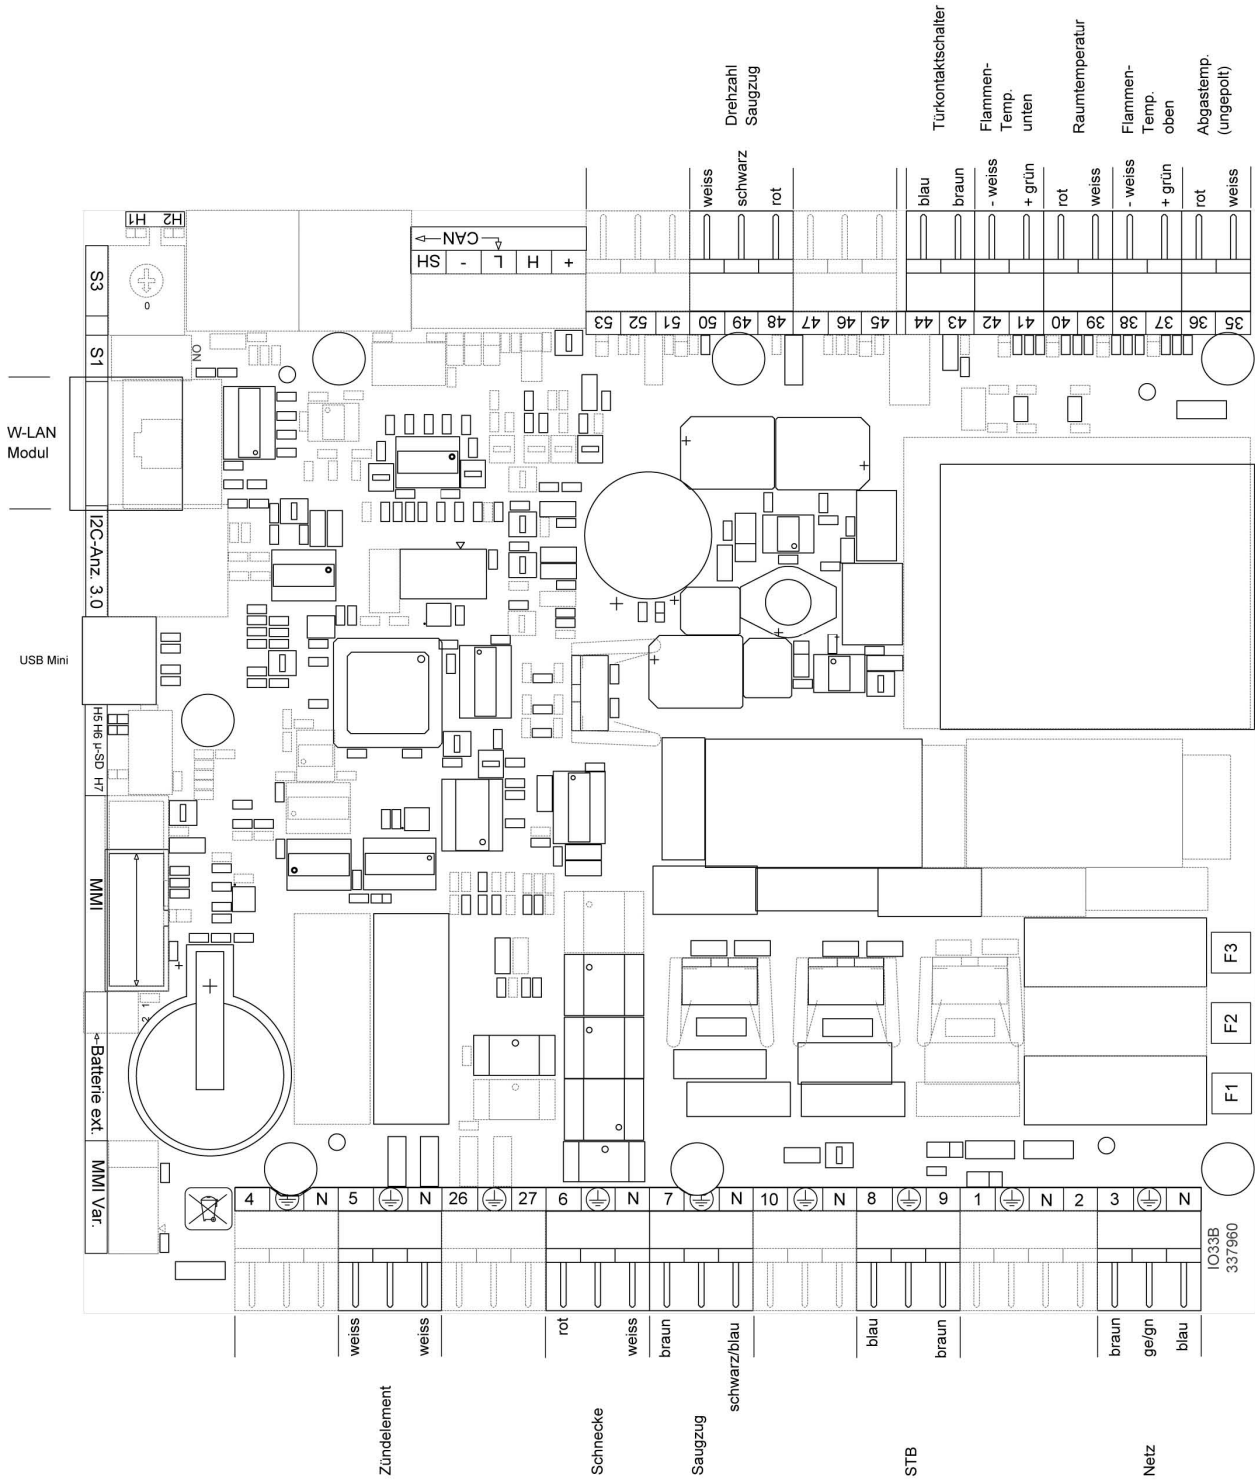 Drehzahl
Saugzug
Türkontaktschalter
Flammen-
Temp.
unten
Raumtemperatur
Flammen-
Temp.
oben
Abgastemp.
(ungepolt)
weiss
schwarz
rot
blau
braun
- weiss
+ grün
rot
weiss
- weiss
+ grün
rot
weiss
H1
H2
CAN
SH
-
L
H
+
53
52
51
50
49
48
47
46
45
44
43
42
41
40
39
38
37
36
35
S3
0
S1
ON
W-LAN
Modul
I2C-Anz. 3.0
USB Mini
H5 H6 µ-SD H7
MMI
1
2
Batterie ext.
MMI Var.
F3
F2
F1
4
N
5
N
26
27
6
N
7
N
10
N
8
9
1
N
2
3
N
IO33B
337960
weiss
weiss
rot
weiss
braun
schwarz/blau
blau
braun
braun
ge/gn
blau
Zündelement
Schnecke
Saugzug
STB
Netz